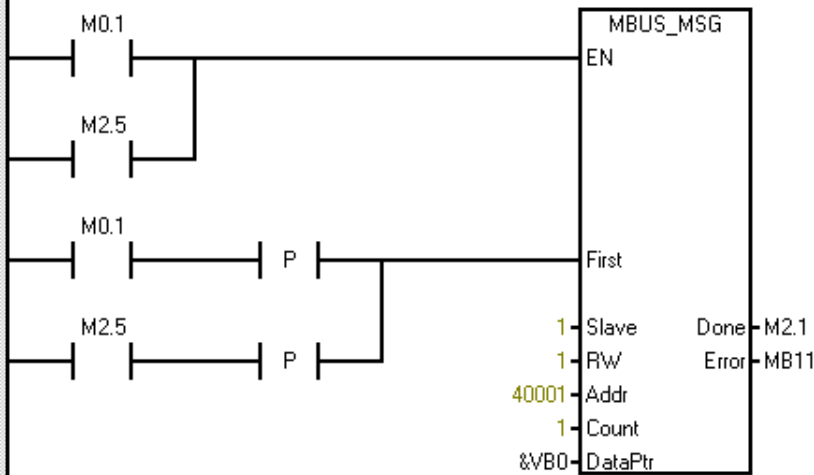 M0.1 MBUS_MSG
EN
M2.5
M0.1
P First
M2.5 1 Slave Done M2.1
P 1 RW Error MB11
40001 Addr
1 Count
&VB0 DataPtr